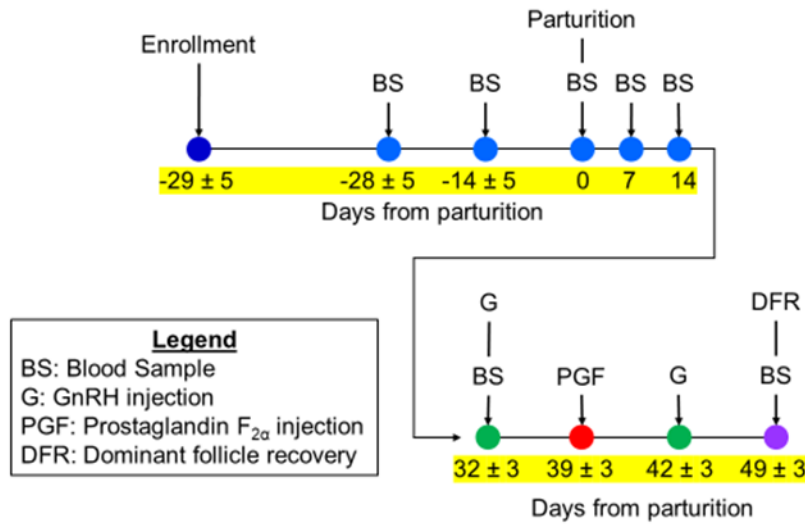 Enrollment
Parturition
BS BS BS BS BS
-29 ± 5 -28 ± 5 -14 ± 5 0 7 14
Days from parturition
G DFR
BS PGF G BS
32 ± 3 39 ± 3 42 ± 3 49 ± 3
Days from parturition
Legend
BS: Blood Sample
G: GnRH injection
PGF: Prostaglandin F2α injection
DFR: Dominant follicle recovery